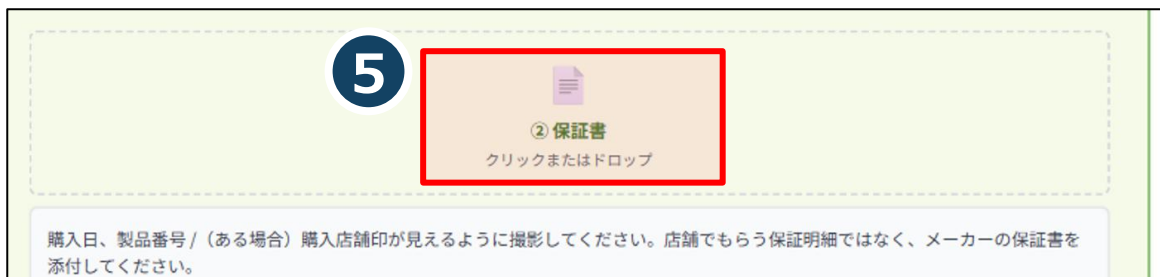 5
② 保証書
クリックまたはドロップ
購入日、製品番号 /（ある場合）購入店舗印が見えるように撮影してください。店舗でもらう保証明細ではなく、メーカーの保証書を
添付してください。